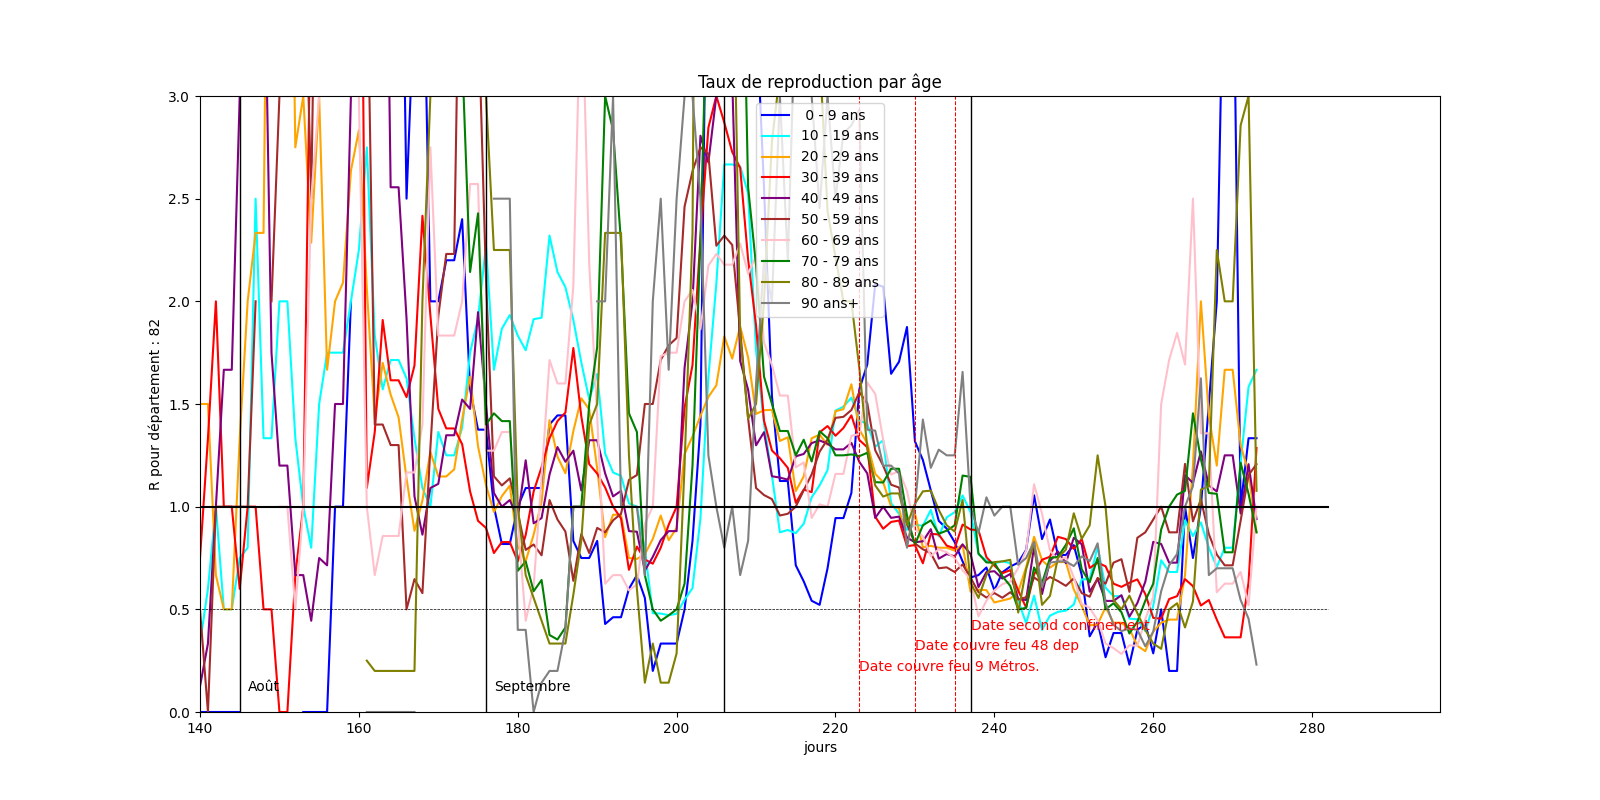 Taux de reproduction par âge
R pour département : 82
3.0
2.5
2.0
1.5
1.0
0.5
0.0
0 - 9 ans
10 - 19 ans
20 - 29 ans
30 - 39 ans
40 - 49 ans
50 - 59 ans
60 - 69 ans
70 - 79 ans
80 - 89 ans
90 ans+
Date second confinement
Date couvre feu 48 dep
Date couvre feu 9 Métros.
Août
Septembre
140
160
180
200
220
240
260
280
jours